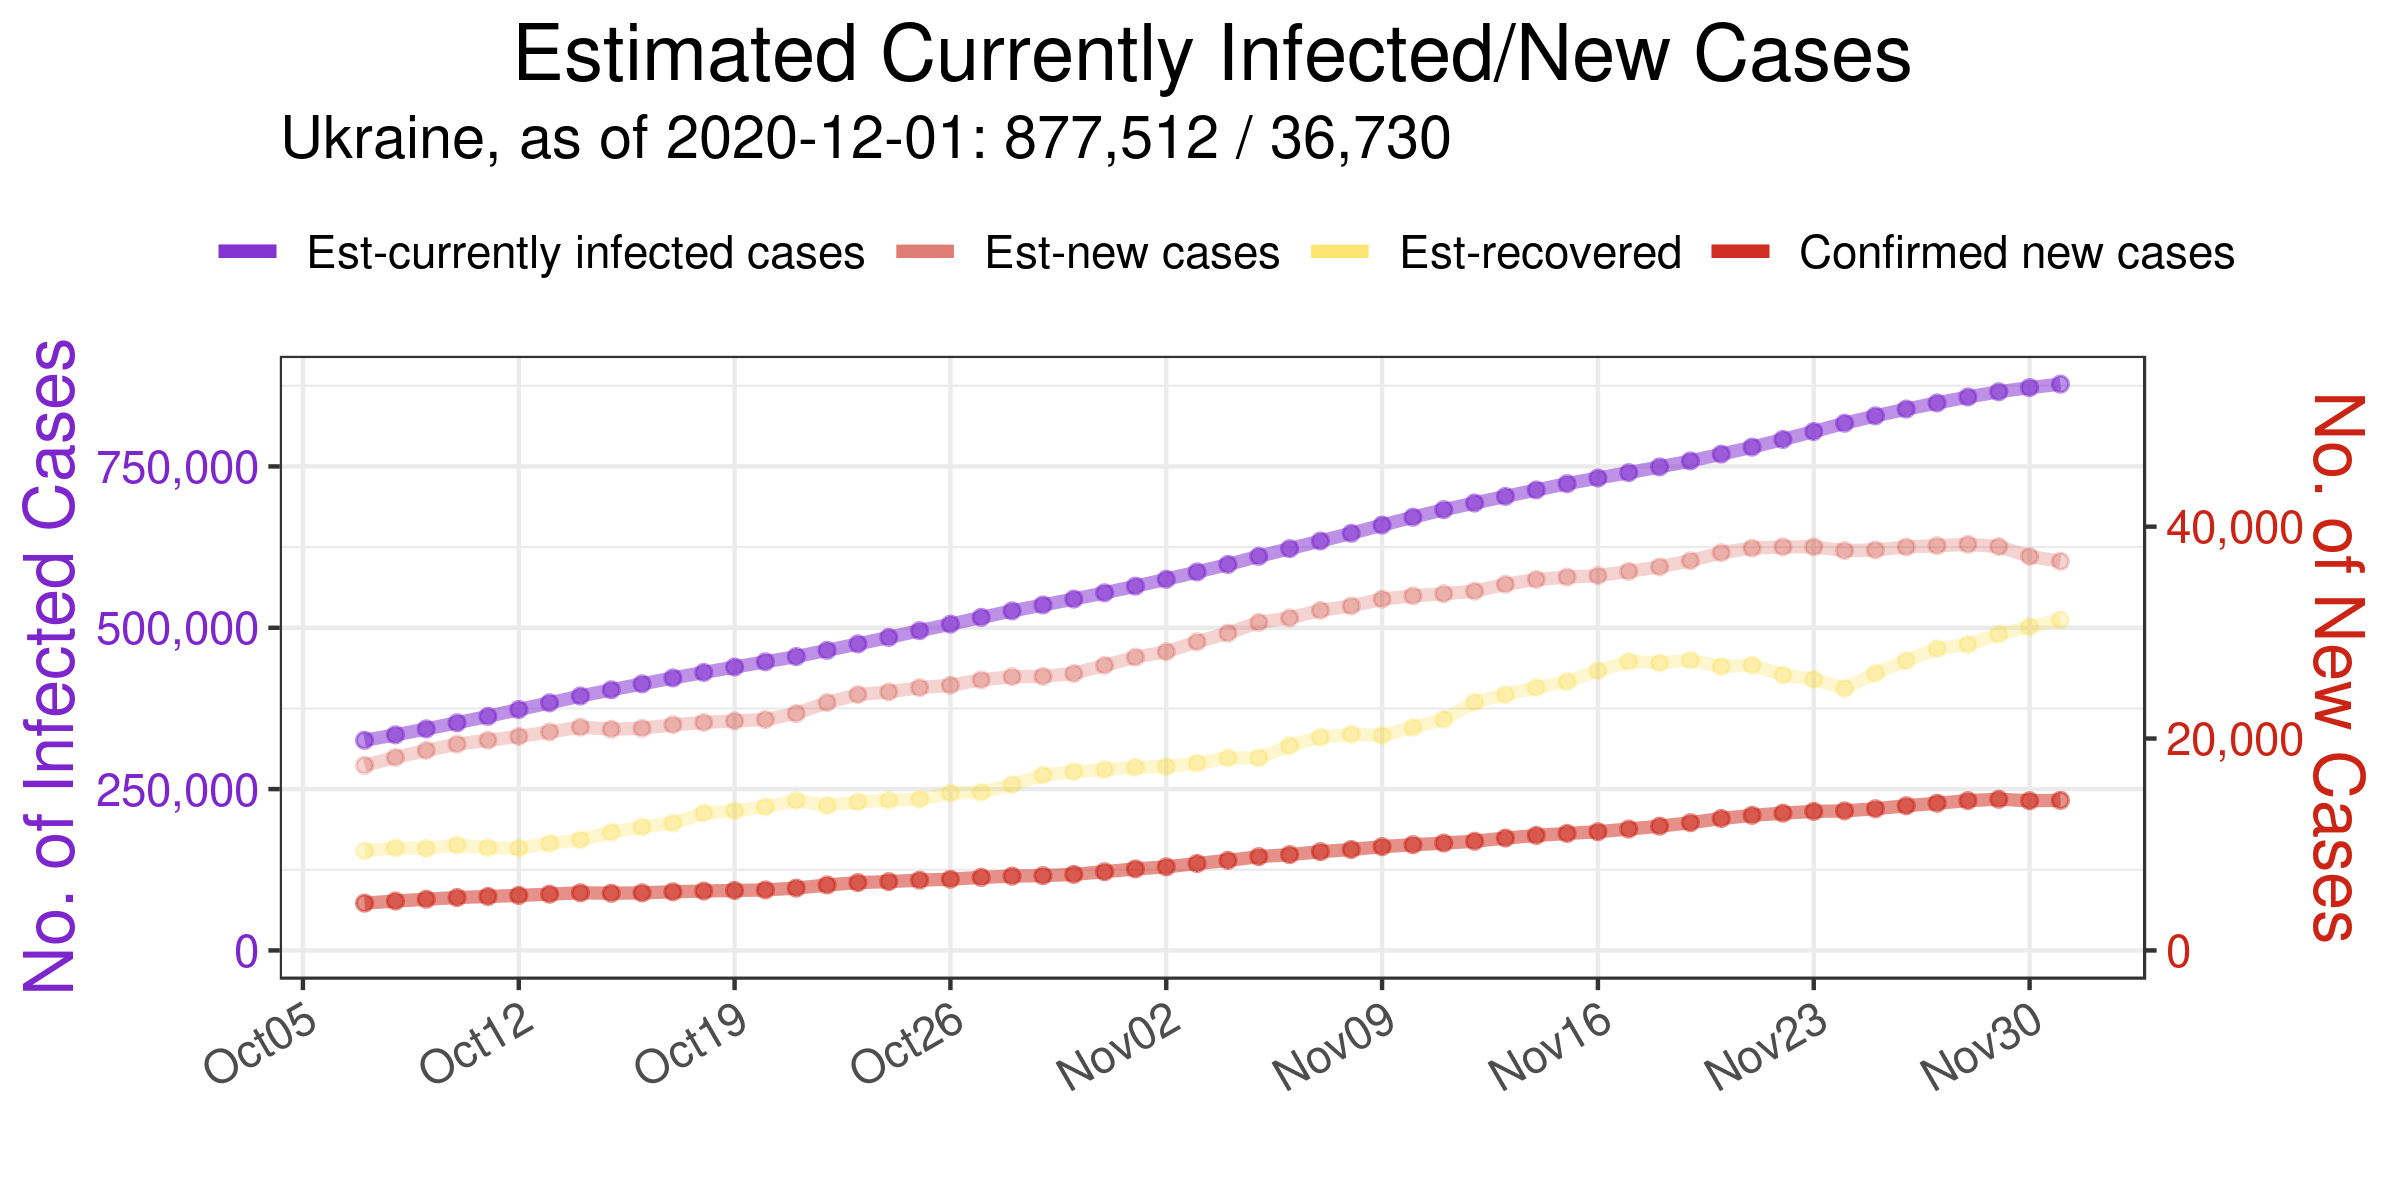 Estimated Currently Infected/New Cases
Ukraine, as of 2020-12-01: 877,512 / 36,730
Est-currently infected cases Est-new cases Est-recovered Confirmed new cases
No. of Infected Cases
750,000
500,000
250,000
0
40,000
20,000
0
No. of New Cases
Oct05 Oct12 Oct19 Oct26 Nov02 Nov09 Nov16 Nov23 Nov30